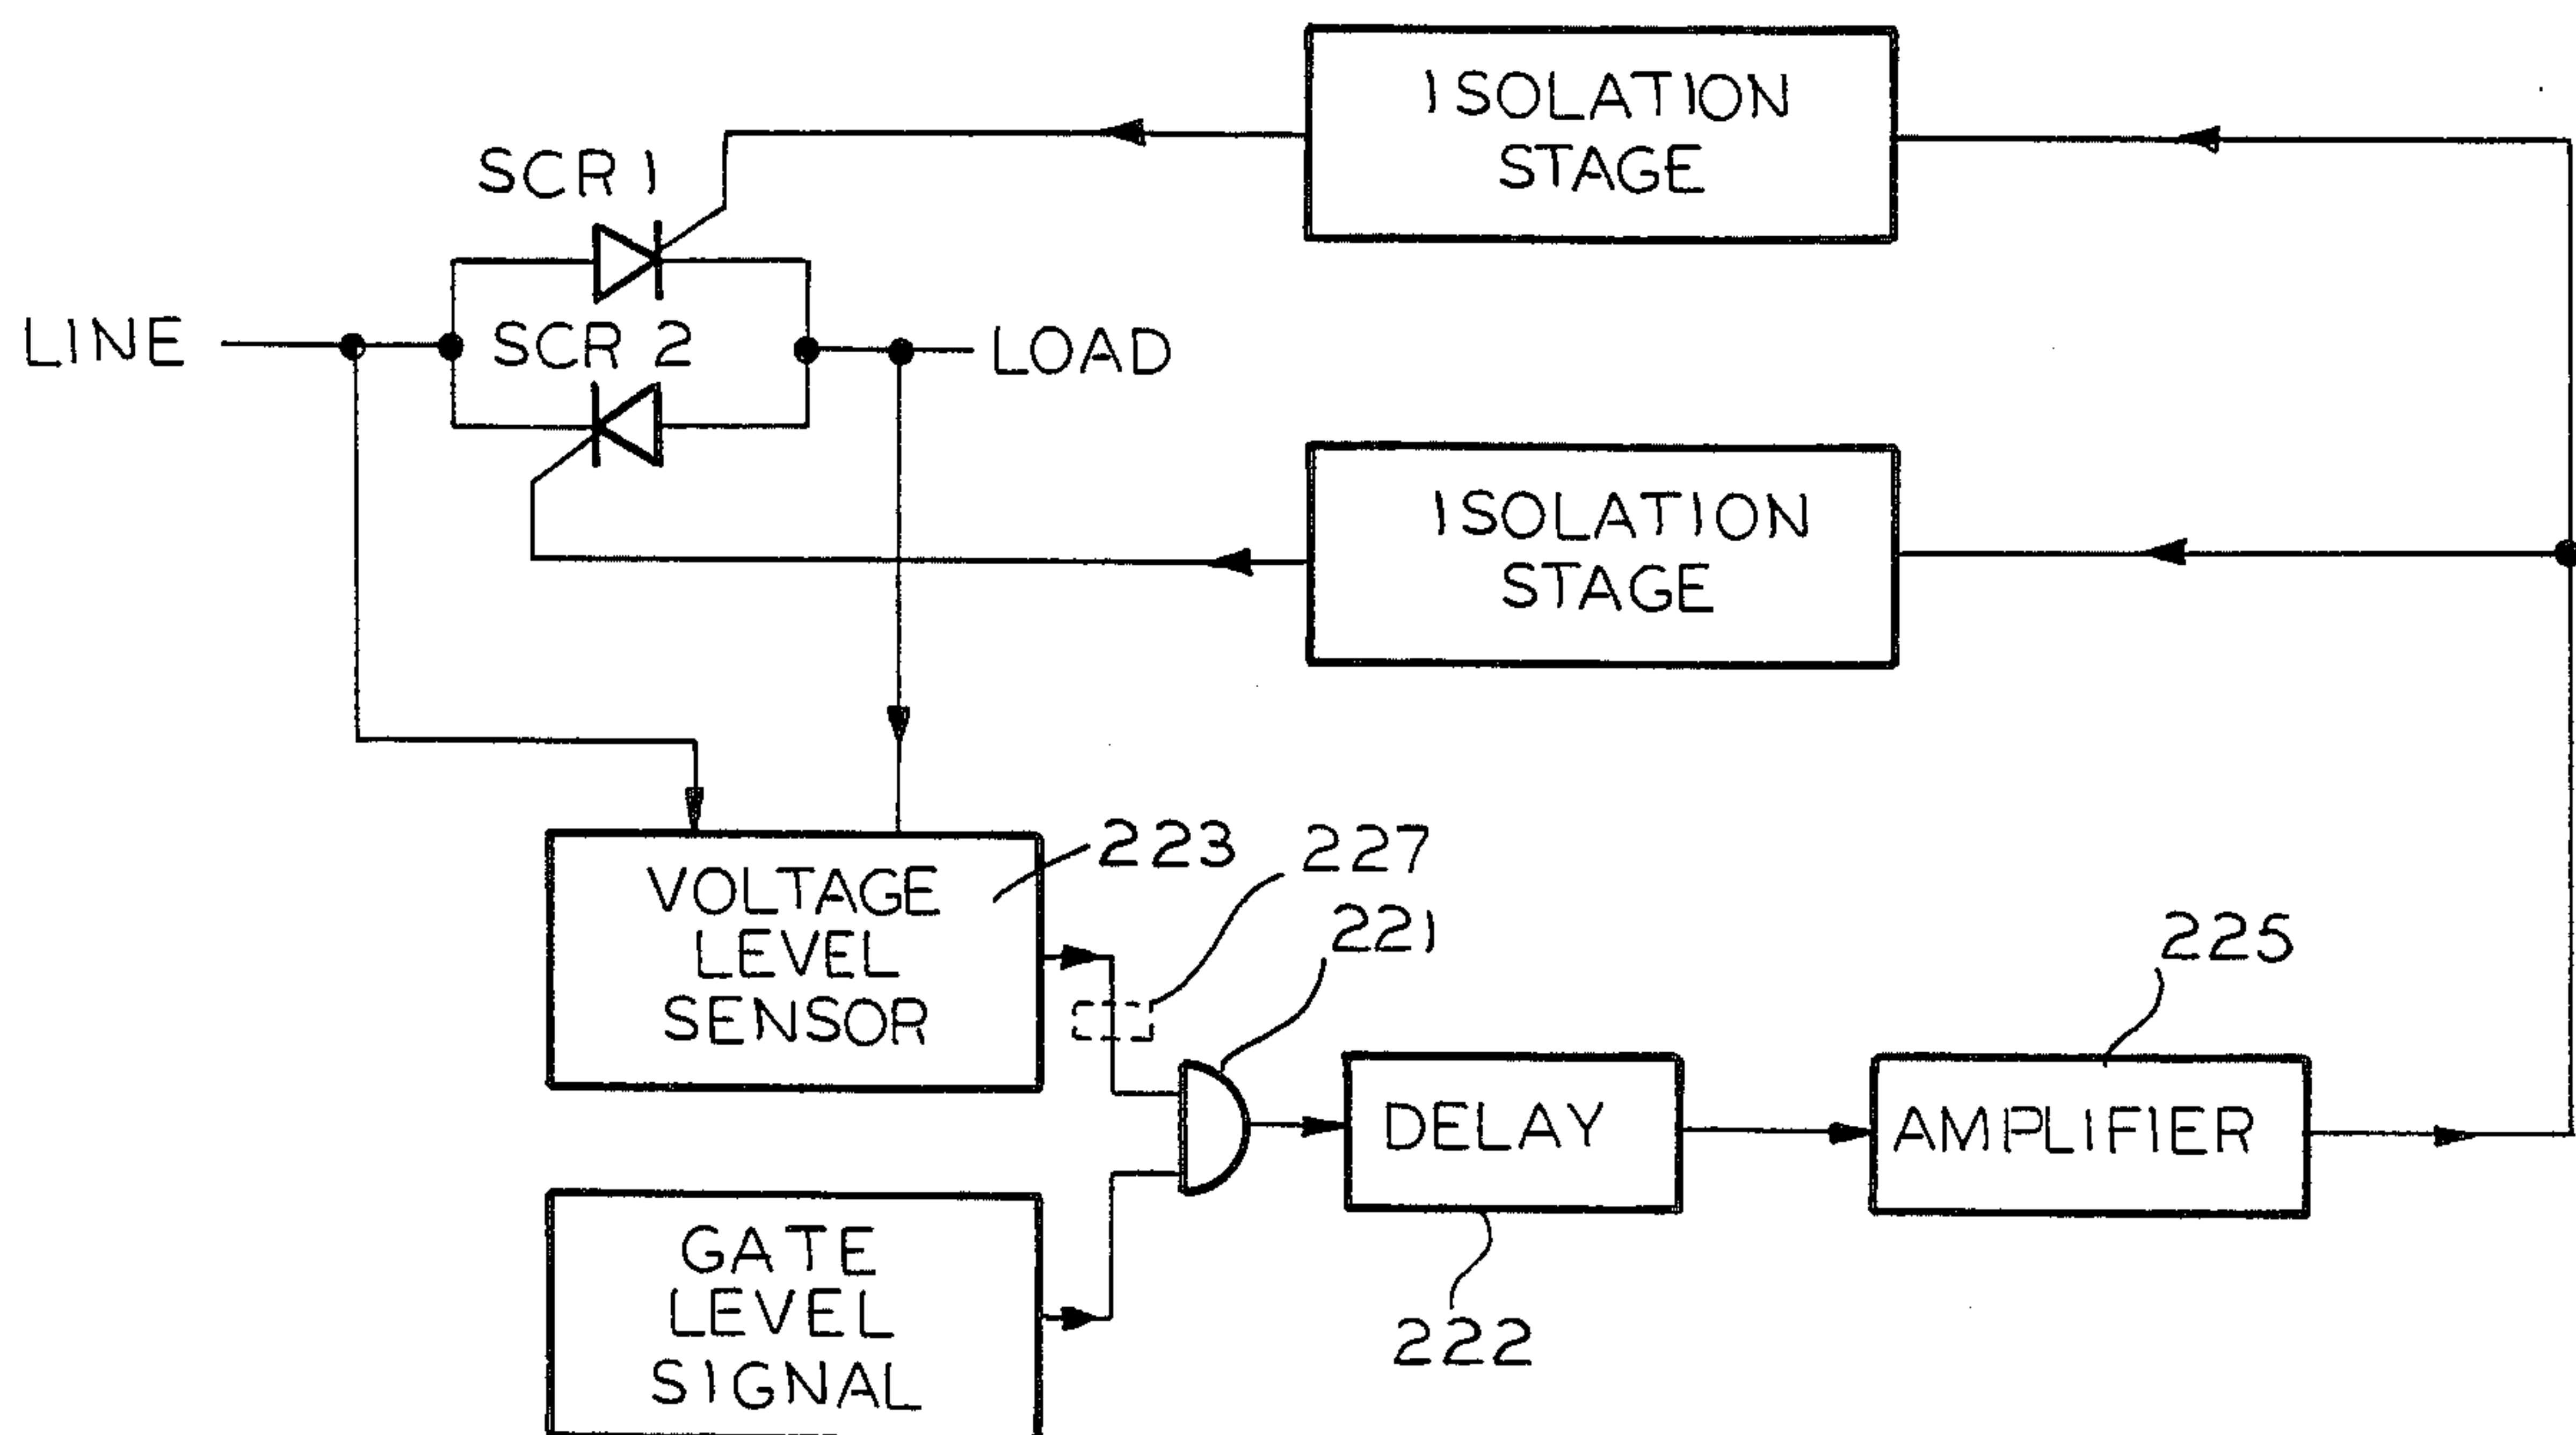 ISOLATION
STAGE
SCR 1
LINE
SCR 2
LOAD
ISOLATION
STAGE
223
227
VOLTAGE
LEVEL
SENSOR
221
225
DELAY
AMPLIFIER
GATE
LEVEL
SIGNAL
222